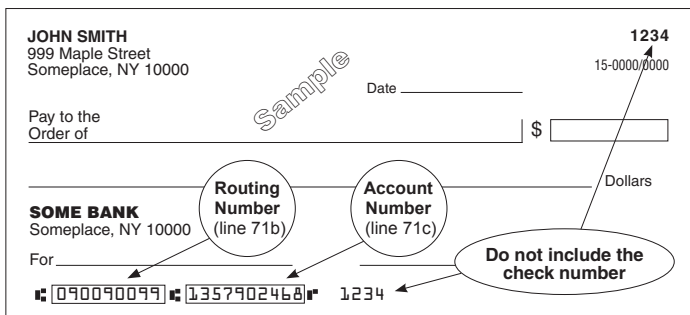 JOHN SMITH
1234
999 Maple Street
Someplace, NY 10000
15-0000/0000
Sample
Date
Pay to the
Order of
$
Dollars
Routing
Number
(line 71b)
Account
Number
(line 71c)
SOME BANK
Someplace, NY 10000
For
Do not include the
check number
⑆ 090090099 ⑆ 1357902468⑈ 1234